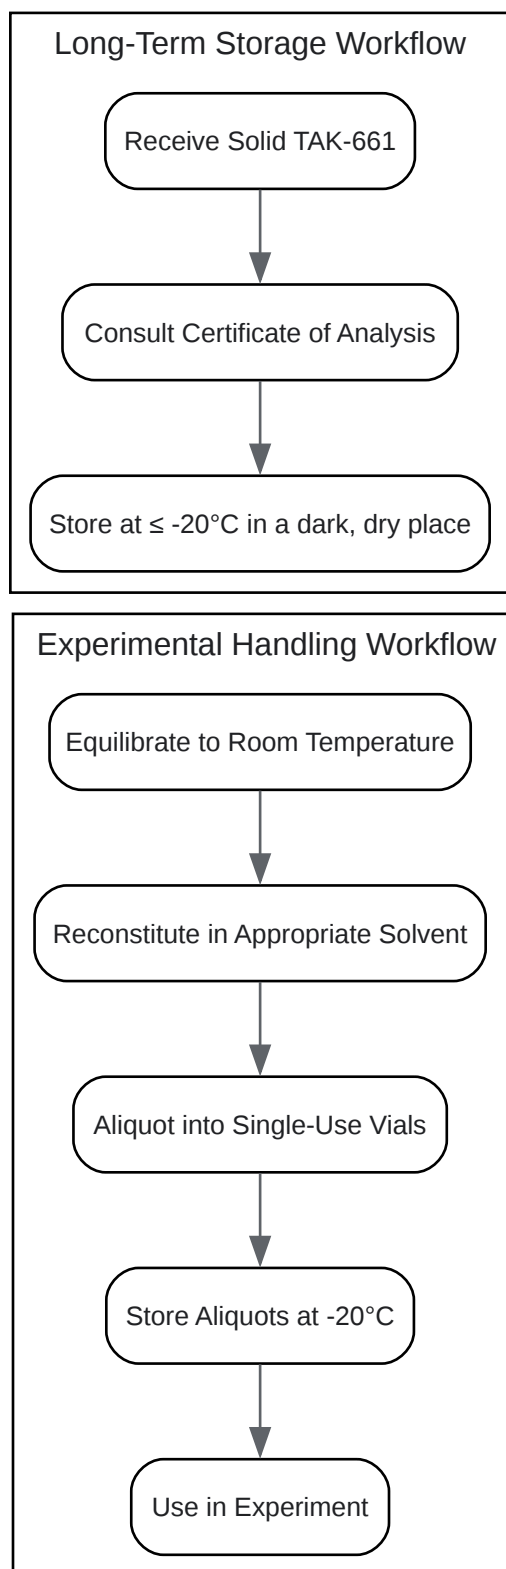 Long-Term Storage Workflow
Receive Solid TAK-661
Consult Certificate of Analysis
Store at ≤ -20°C in a dark, dry place
Experimental Handling Workflow
Equilibrate to Room Temperature
Reconstitute in Appropriate Solvent
Aliquot into Single-Use Vials
Store Aliquots at -20°C
Use in Experiment